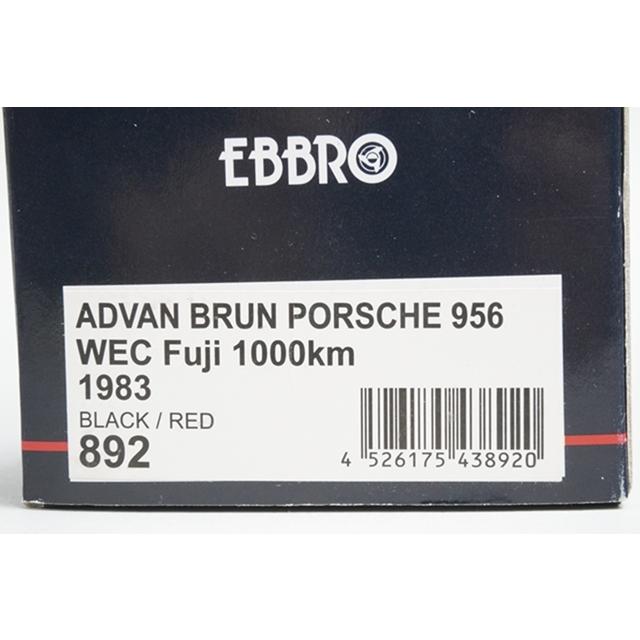 EBBRO
ADVAN BRUN PORSCHE 956
WEC Fuji 1000km
1983
BLACK / RED
892
4 526175 438920